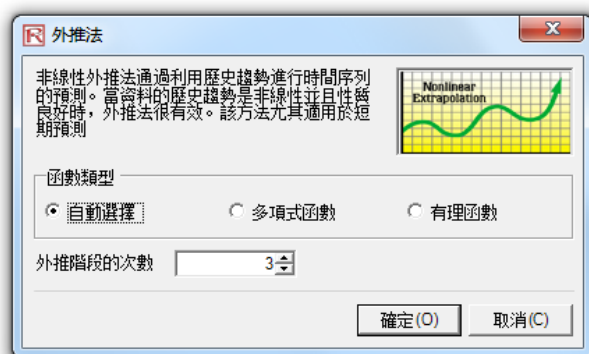 外推法
非線性外推法通過利用歷史趨勢進行時間序列
的預測。當資料的歷史趨勢是非線性並且性質
良好時，外推法很有效。該方法尤其適用於短
期預測
Nonlinear
Extrapolation
函數類型
自動選擇 多項式函數 有理函數
外推階段的次數 3
確定(O) 取消(C)